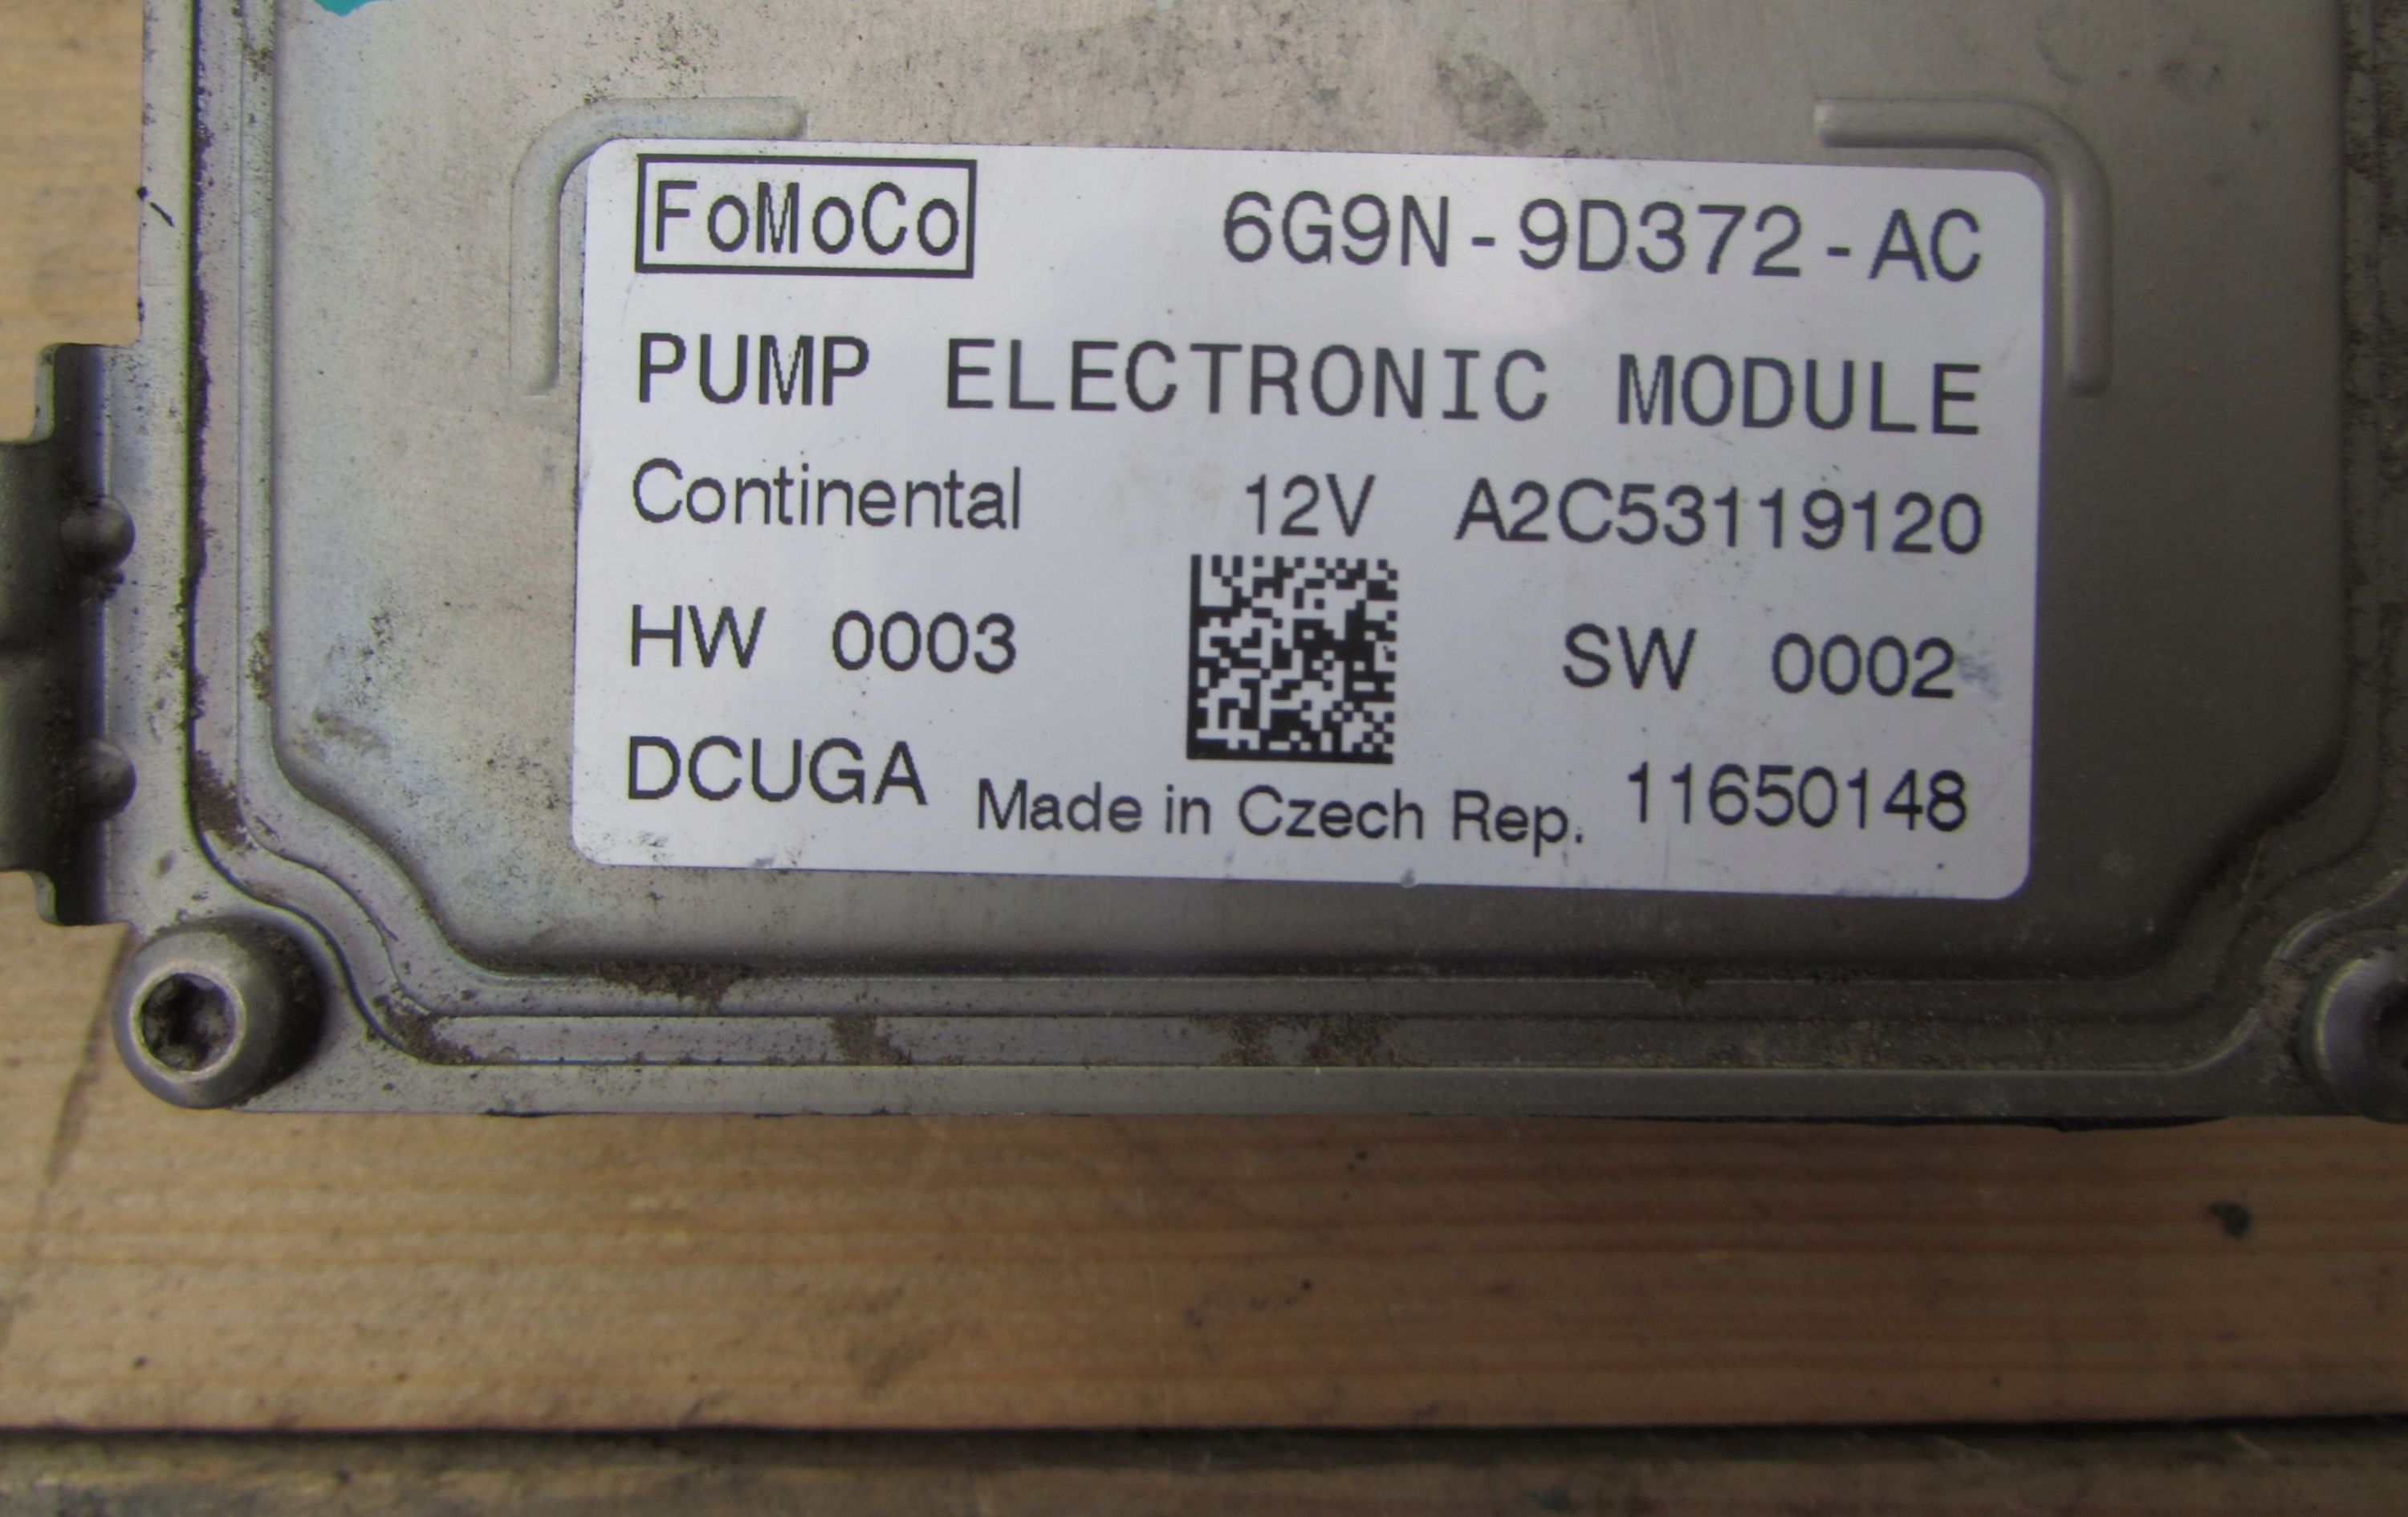 FoMoCo 6G9N-9D372-AC
PUMP ELECTRONIC MODULE
Continental 12V A2C53119120
HW 0003 SW 0002
DCUGA Made in Czech Rep. 11650148